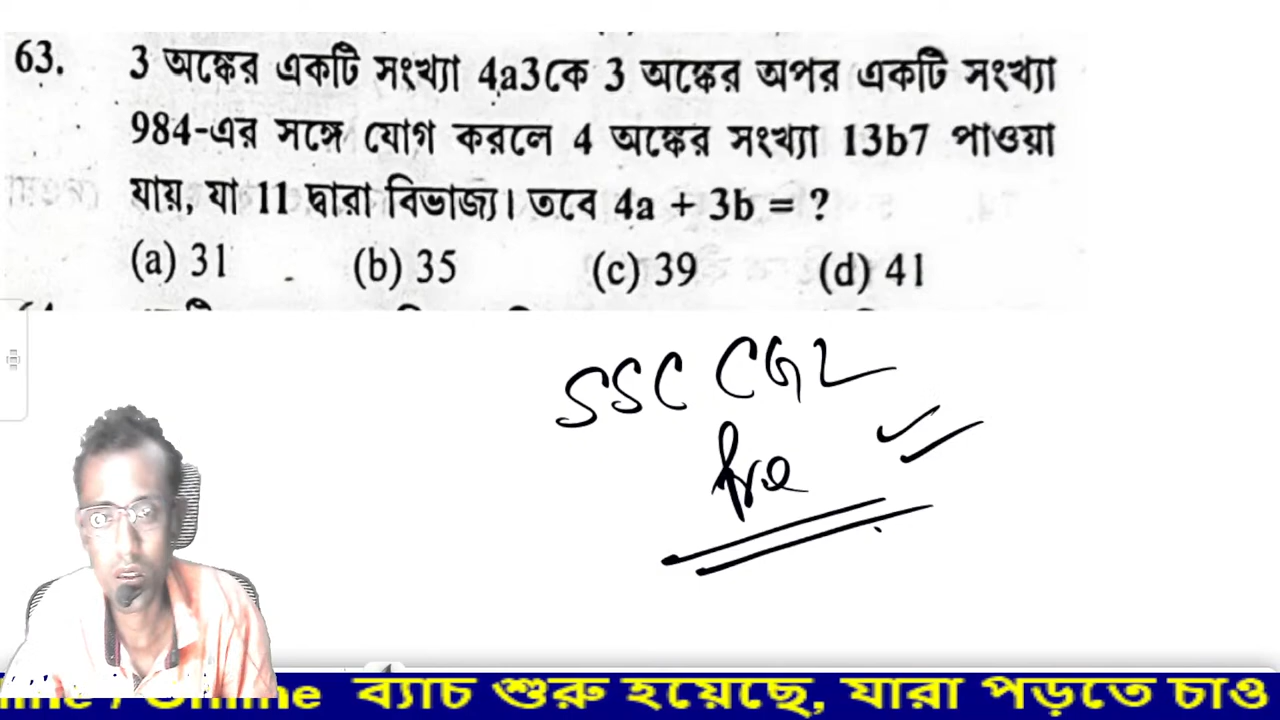 63. 3 অঙ্কের একটি সংখ্যা 4a3কে 3 অঙ্কের অপর একটি সংখ্যা
984-এর সঙ্গে যোগ করলে 4 অঙ্কের সংখ্যা 13b7 পাওয়া
যায়, যা 11 দ্বারা বিভাজ্য। তবে 4a + 3b = ?
(a) 31 (b) 35 (c) 39 (d) 41
SSC CGL
Pre
Online ব্যাচ শুরু হয়েছে, যারা পড়তে চাও